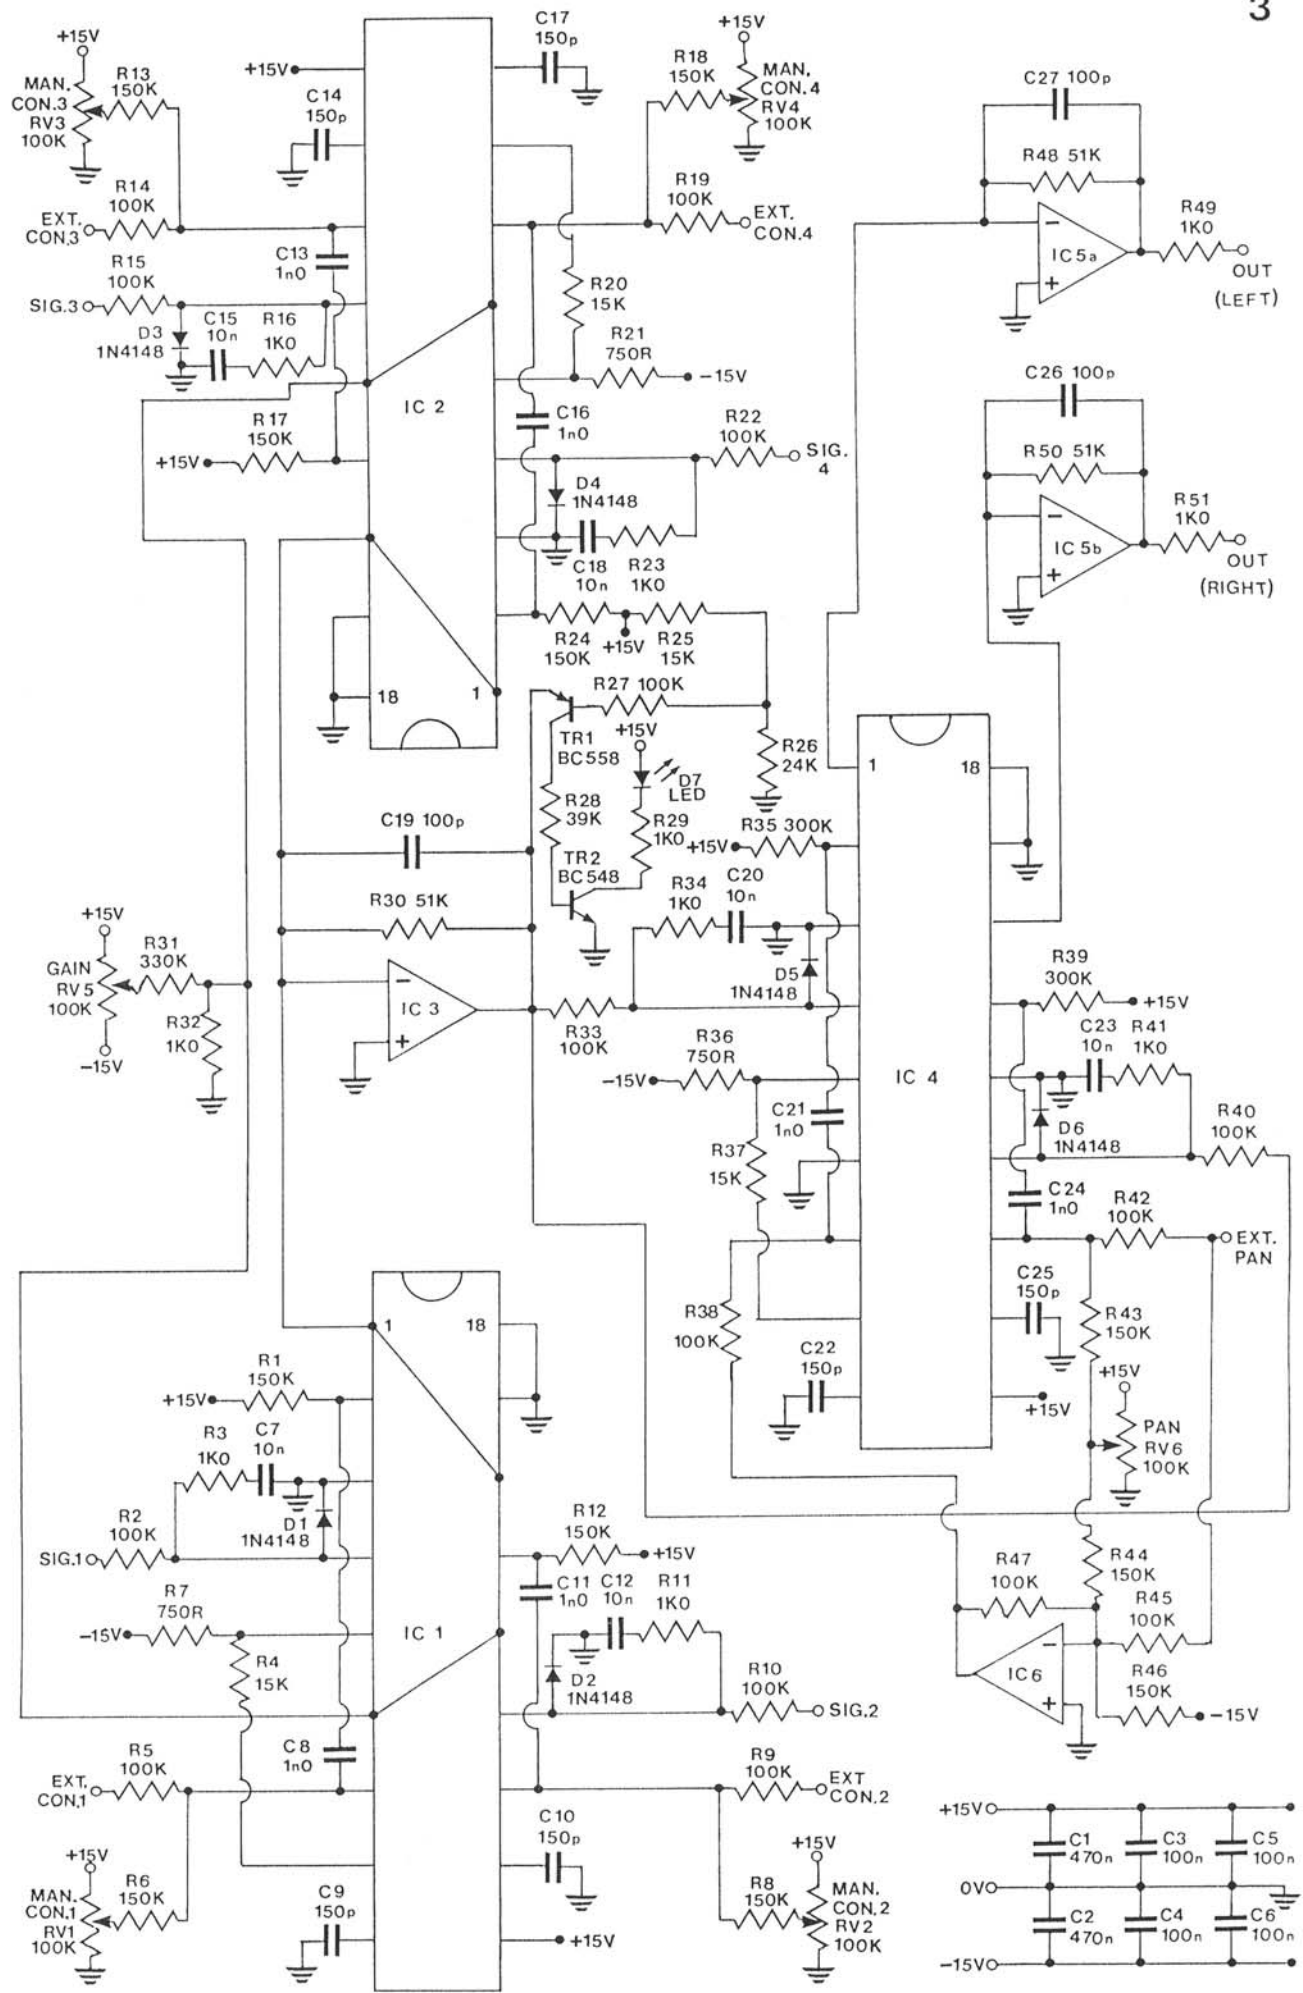 3
+15V
MAN.
CON.3
RV3
100K
R13
150K
+15V
C14
150p
C17
150p
R18
150K
+15V
MAN.
CON.4
RV4
100K
R14
100K
EXT.
CON.3
C13
1n0
R19
100K
EXT.
CON.4
R15
100K
SIG.3
D3
1N4148
C15
10n
R16
1K0
R20
15K
R21
750R
-15V
IC 2
R17
150K
+15V
C16
1n0
R22
100K
SIG.
4
D4
1N4148
C18
10n
R23
1K0
R24
150K
+15V
R25
15K
18
1
C27 100p
R48 51K
IC5a
−
+
R49
1K0
OUT
(LEFT)
C26 100p
R50 51K
IC5b
−
+
R51
1K0
OUT
(RIGHT)
R27 100K
TR1
BC558
+15V
D7
LED
R26
24K
R28
39K
R29
1K0
TR2
BC548
C19 100p
R30 51K
IC 3
−
+
+15V
GAIN
RV5
100K
-15V
R31
330K
R32
1K0
R33
100K
R35 300K
+15V
R34
1K0
C20
10n
D5
1N4148
R36
750R
-15V
C21
1n0
R37
15K
R38
100K
C22
150p
1
18
IC 4
R39
300K
+15V
C23
10n
R41
1K0
D6
1N4148
R40
100K
C24
1n0
R42
100K
EXT.
PAN
C25
150p
R43
150K
+15V
+15V
PAN
RV6
100K
R44
150K
R47
100K
R45
100K
IC6
−
+
R46
150K
-15V
1
18
IC 1
R1
150K
+15V
R3
1K0
C7
10n
R2
100K
SIG.1
D1
1N4148
R7
750R
-15V
R4
15K
R5
100K
EXT.
CON.1
C8
1n0
+15V
MAN.
CON.1
RV1
100K
R6
150K
C9
150p
R12
150K
+15V
C11
1n0
C12
10n
R11
1K0
D2
1N4148
R10
100K
SIG.2
R9
100K
EXT
CON.2
C10
150p
R8
150K
+15V
MAN.
CON.2
RV2
100K
+15V
+15V
C1
470n
C3
100n
C5
100n
0V
C2
470n
C4
100n
C6
100n
-15V